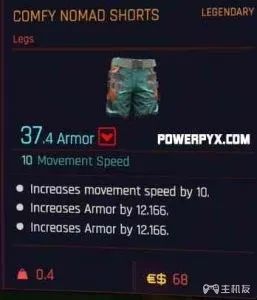 COMFY NOMAD SHORTS LEGENDARY
Legs
37.4 Armor
POWERPYX.COM
10 Movement Speed
Increases movement speed by 10.
Increases Armor by 12.166.
Increases Armor by 12.166.
0.4 €$ 68
主机友